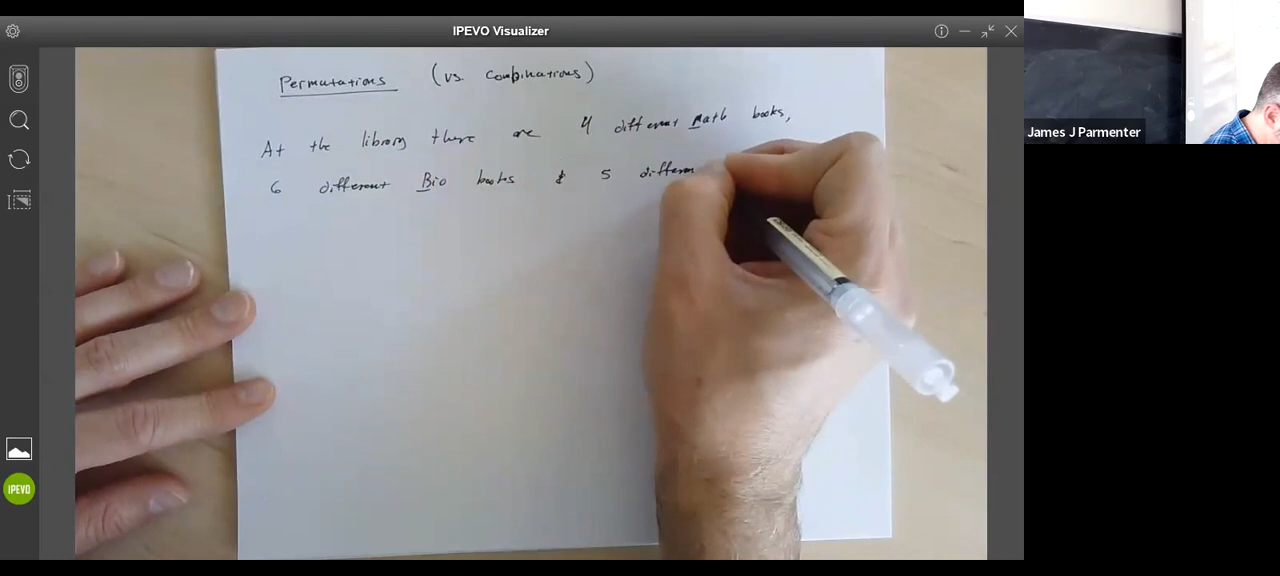 IPEVO Visualizer
Permutations (vs. Combinations)
At the library there are 4 different Math books,
6 different Bio books & 5 differen
James J Parmenter
IPEVO